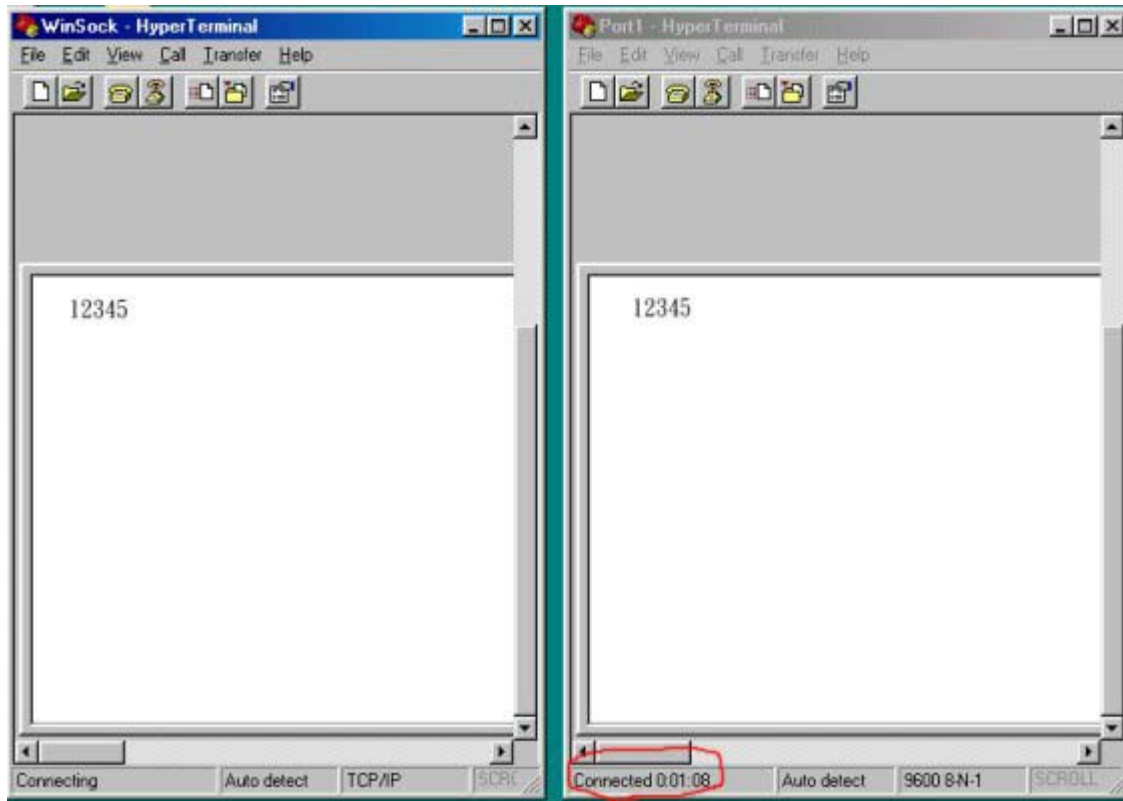 WinSock - HyperTerminal
File Edit View Call Transfer Help
12345
Connecting Auto detect TCP/IP SCRC
Port1 - HyperTerminal
File Edit View Call Transfer Help
12345
Connected 0:01:08 Auto detect 9600 8-N-1 SCROLL